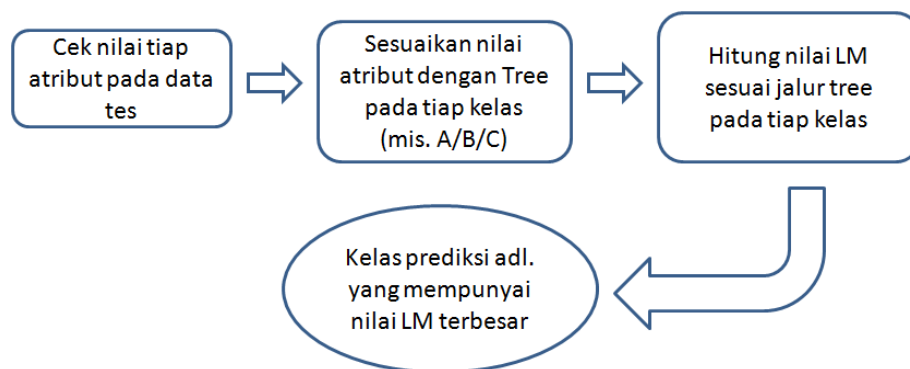 Cek nilai tiap
atribut pada data
tes
Sesuaikan nilai
atribut dengan Tree
pada tiap kelas
(mis. A/B/C)
Hitung nilai LM
sesuai jalur tree
pada tiap kelas
Kelas prediksi adl.
yang mempunyai
nilai LM terbesar